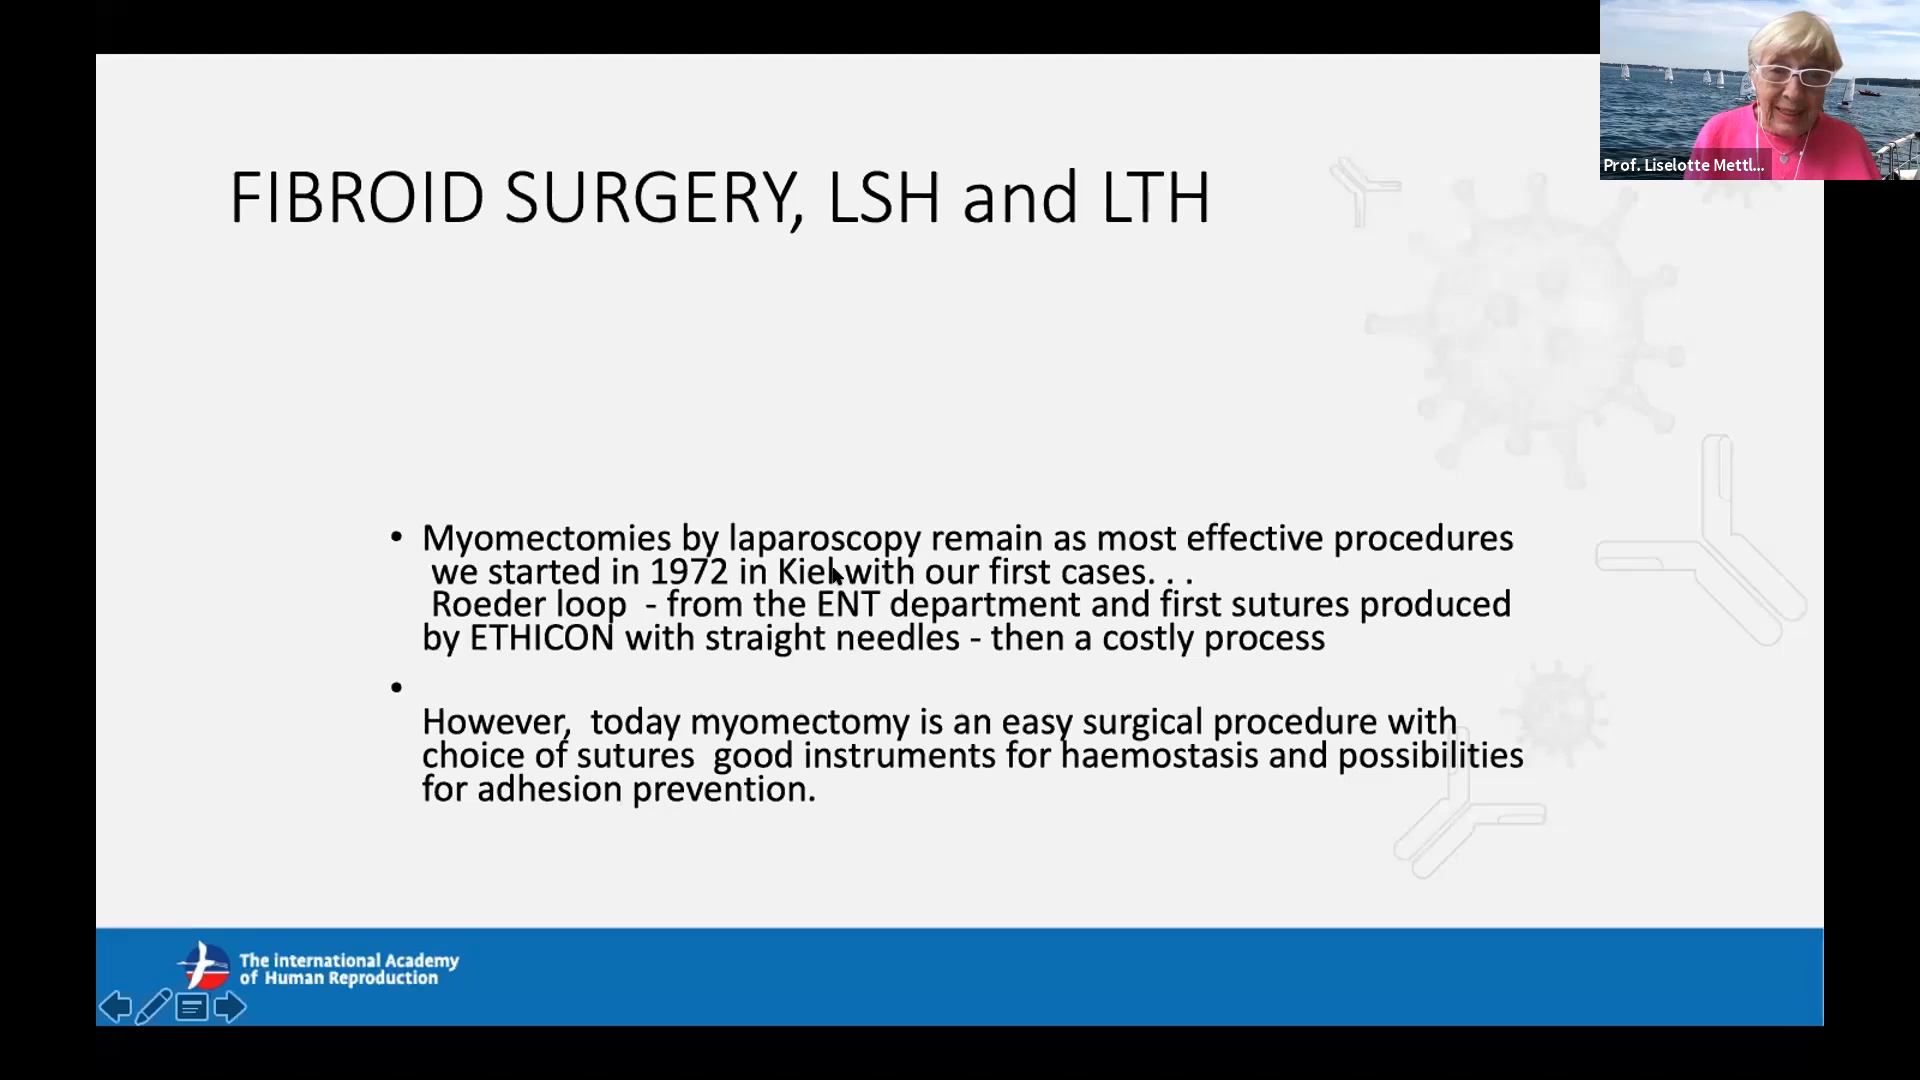 Prof. Liselotte Mettl...
FIBROID SURGERY, LSH and LTH
• Myomectomies by laparoscopy remain as most effective procedures
we started in 1972 in Kiel with our first cases. . .
Roeder loop - from the ENT department and first sutures produced
by ETHICON with straight needles - then a costly process
•
However, today myomectomy is an easy surgical procedure with
choice of sutures good instruments for haemostasis and possibilities
for adhesion prevention.
The international Academy
of Human Reproduction